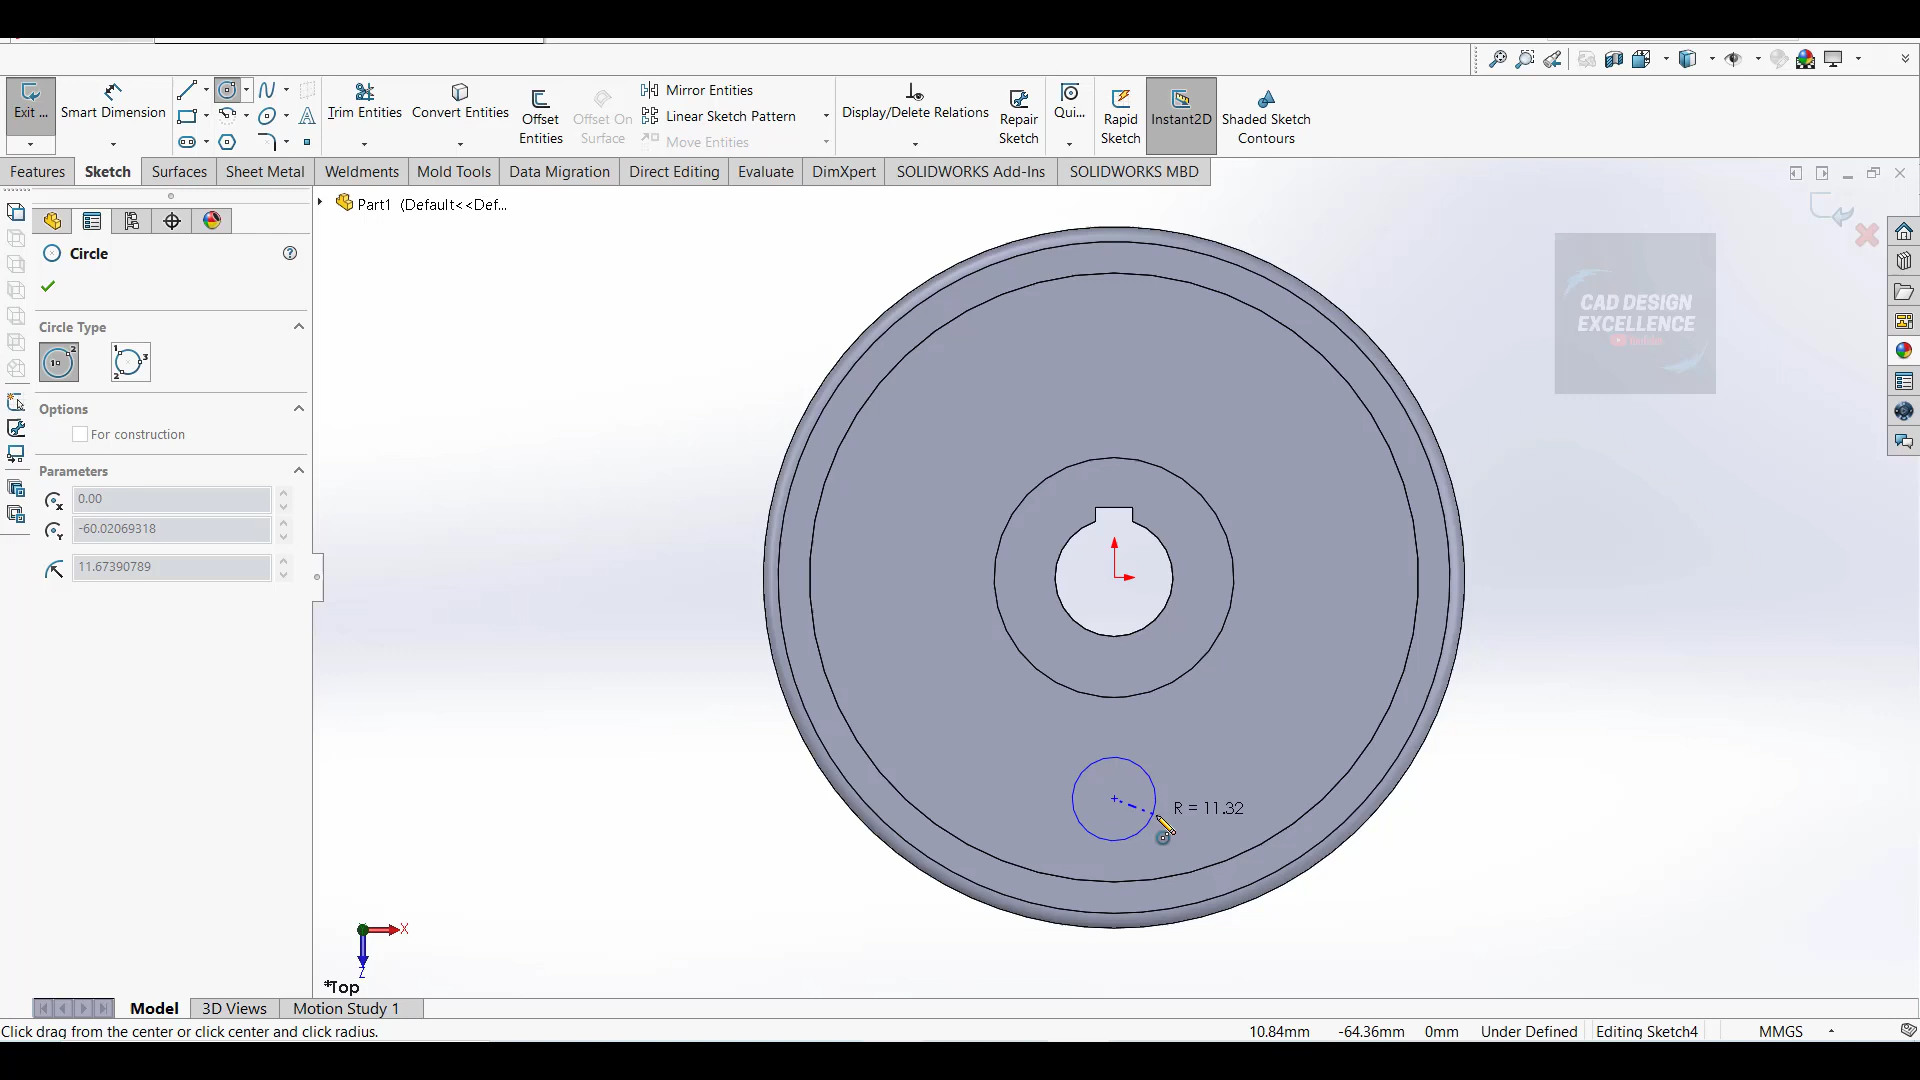 Exit ...
Smart Dimension
Trim Entities
Convert Entities
Offset Entities
Offset On Surface
Mirror Entities
Linear Sketch Pattern
Move Entities
Display/Delete Relations
Repair Sketch
Qui...
Rapid Sketch
Instant2D
Shaded Sketch Contours
Features Sketch Surfaces Sheet Metal Weldments Mold Tools Data Migration Direct Editing Evaluate DimXpert SOLIDWORKS Add-Ins SOLIDWORKS MBD
Part1 (Default<<Def...
Circle
Circle Type
Options
For construction
Parameters
0.00
-60.02069318
11.67390789
CAD DESIGN
EXCELLENCE
YouTube
R = 11.32
X
Z
*Top
Model 3D Views Motion Study 1
Click drag from the center or click center and click radius.
10.84mm -64.36mm 0mm Under Defined Editing Sketch4 MMGS